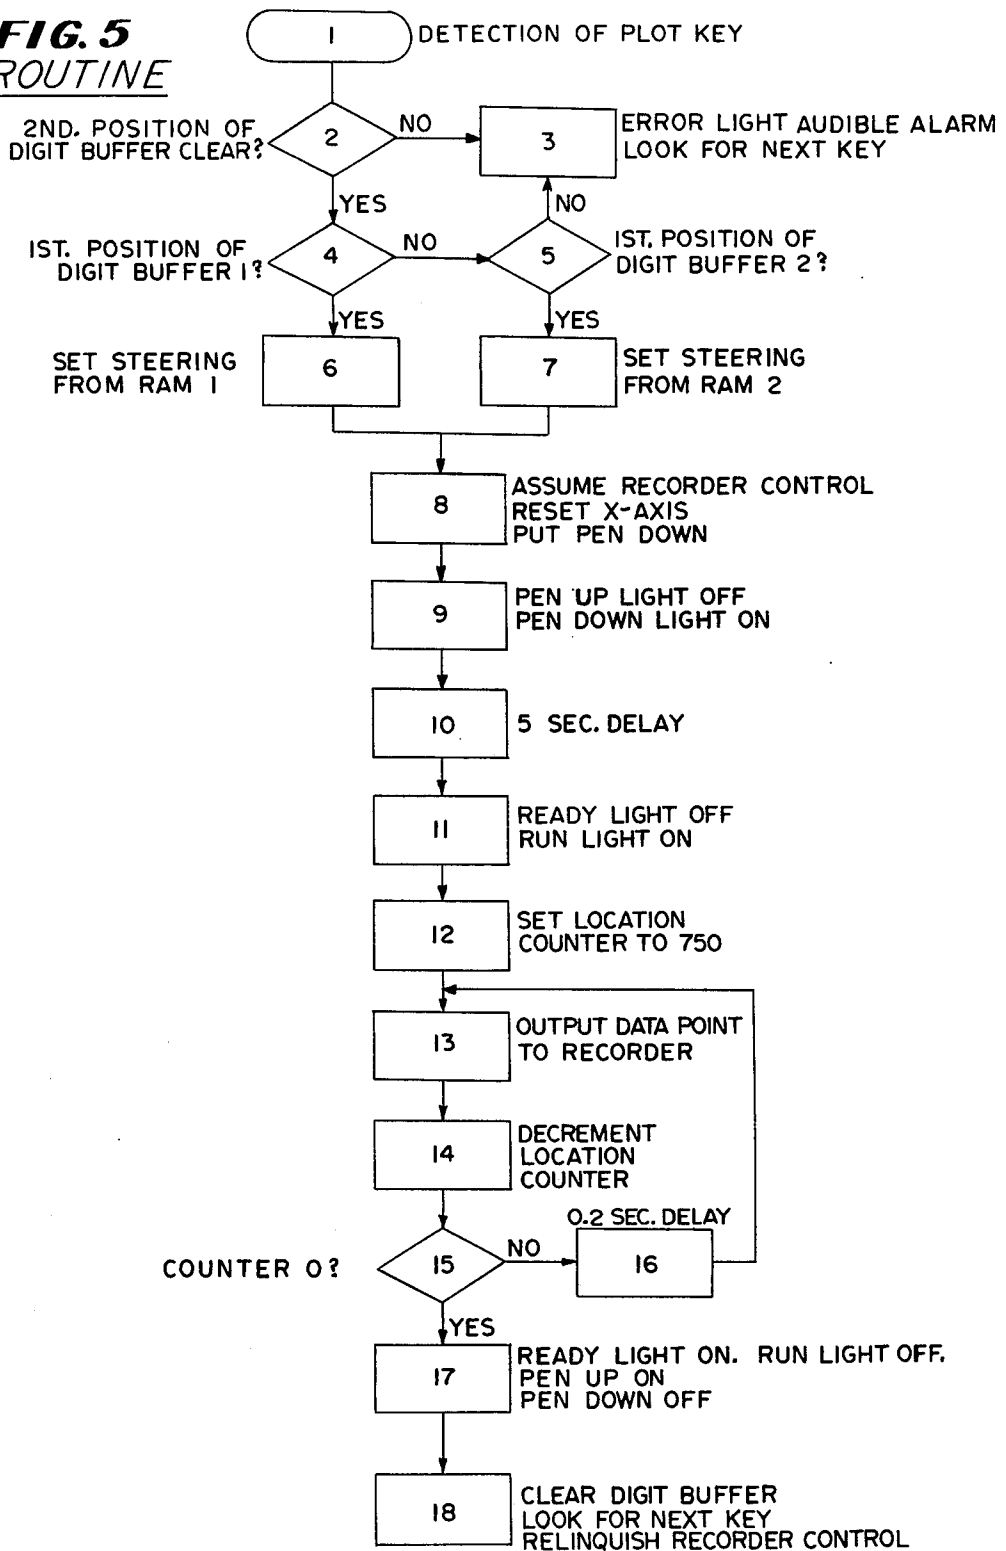 FIG. 5
ROUTINE
1
DETECTION OF PLOT KEY
2ND. POSITION OF
DIGIT BUFFER CLEAR?
2
NO
3
ERROR LIGHT AUDIBLE ALARM
LOOK FOR NEXT KEY
YES
NO
1ST. POSITION OF
DIGIT BUFFER 1?
4
NO
5
1ST. POSITION OF
DIGIT BUFFER 2?
YES
YES
SET STEERING
FROM RAM 1
6
7
SET STEERING
FROM RAM 2
8
ASSUME RECORDER CONTROL
RESET X-AXIS
PUT PEN DOWN
9
PEN UP LIGHT OFF
PEN DOWN LIGHT ON
10
5 SEC. DELAY
11
READY LIGHT OFF
RUN LIGHT ON
12
SET LOCATION
COUNTER TO 750
13
OUTPUT DATA POINT
TO RECORDER
14
DECREMENT
LOCATION
COUNTER
0.2 SEC. DELAY
COUNTER 0?
15
NO
16
YES
17
READY LIGHT ON. RUN LIGHT OFF.
PEN UP ON
PEN DOWN OFF
18
CLEAR DIGIT BUFFER
LOOK FOR NEXT KEY
RELINQUISH RECORDER CONTROL